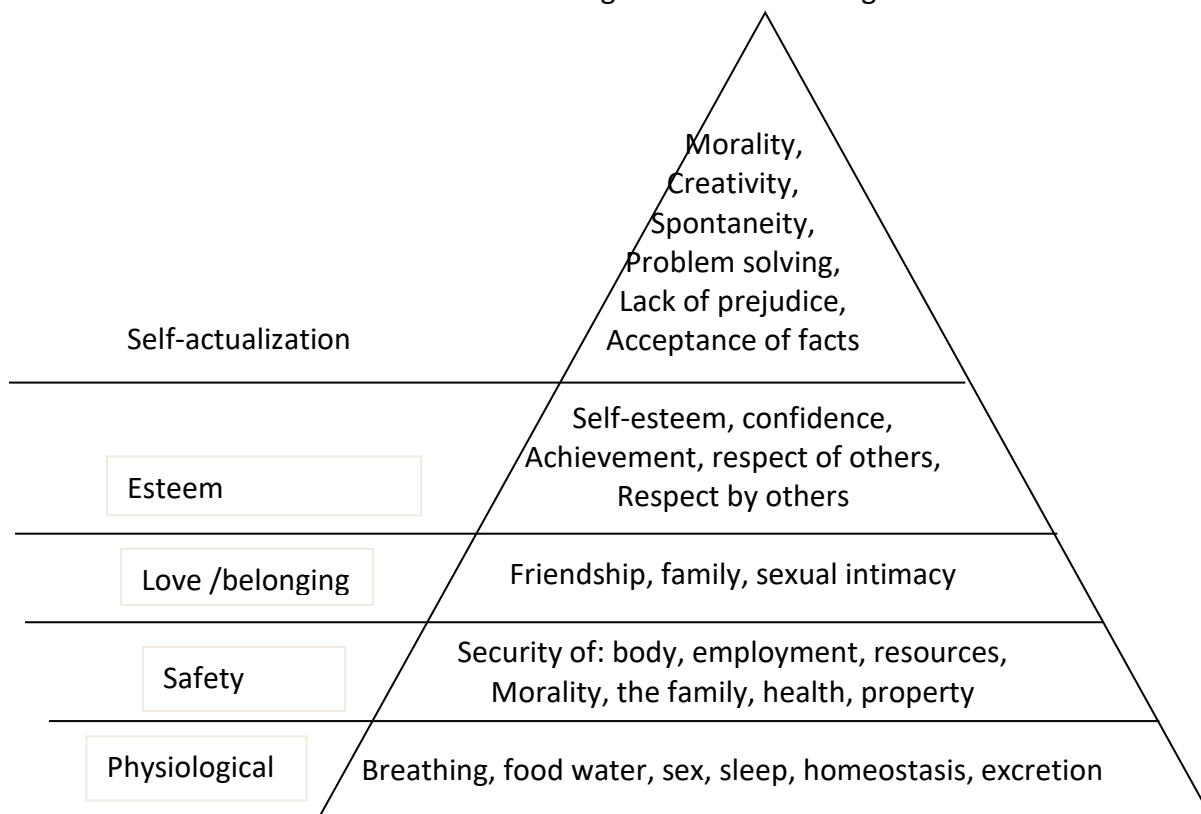 Morality,
Creativity,
Spontaneity,
Problem solving,
Lack of prejudice,
Self-actualization
Acceptance of facts
Self-esteem, confidence,
Achievement, respect of others,
Esteem
Respect by others
Love /belonging
Friendship, family, sexual intimacy
Safety
Security of: body, employment, resources,
Morality, the family, health, property
Physiological
Breathing, food water, sex, sleep, homeostasis, excretion